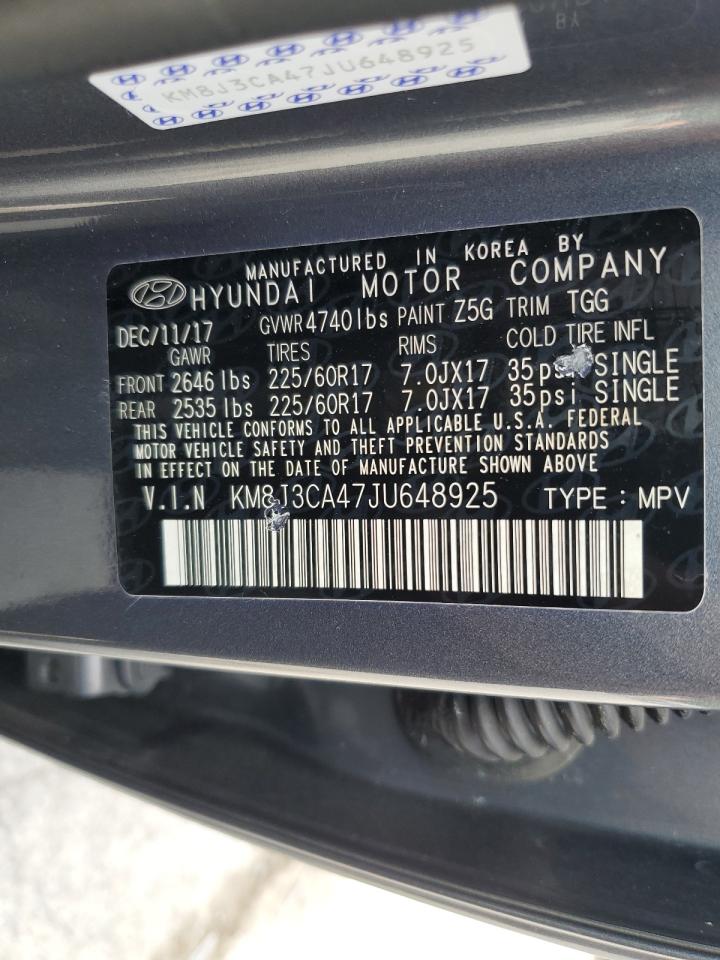 KM8J3CA47JU648925
BY
MANUFACTURED IN KOREA BY
HYUNDAI MOTOR COMPANY
DEC/11/17 GVWR4740lbs PAINT Z5G TRIM TGG
GAWR TIRES RIMS COLD TIRE INFL
FRONT 2646lbs 225/60R17 7.0JX17 35psi SINGLE
REAR 2535lbs 225/60R17 7.0JX17 35psi SINGLE
THIS VEHICLE CONFORMS TO ALL APPLICABLE U.S.A. FEDERAL
MOTOR VEHICLE SAFETY AND THEFT PREVENTION STANDARDS
IN EFFECT ON THE DATE OF MANUFACTURE SHOWN ABOVE
V.I.N KM8J3CA47JU648925 TYPE : MPV